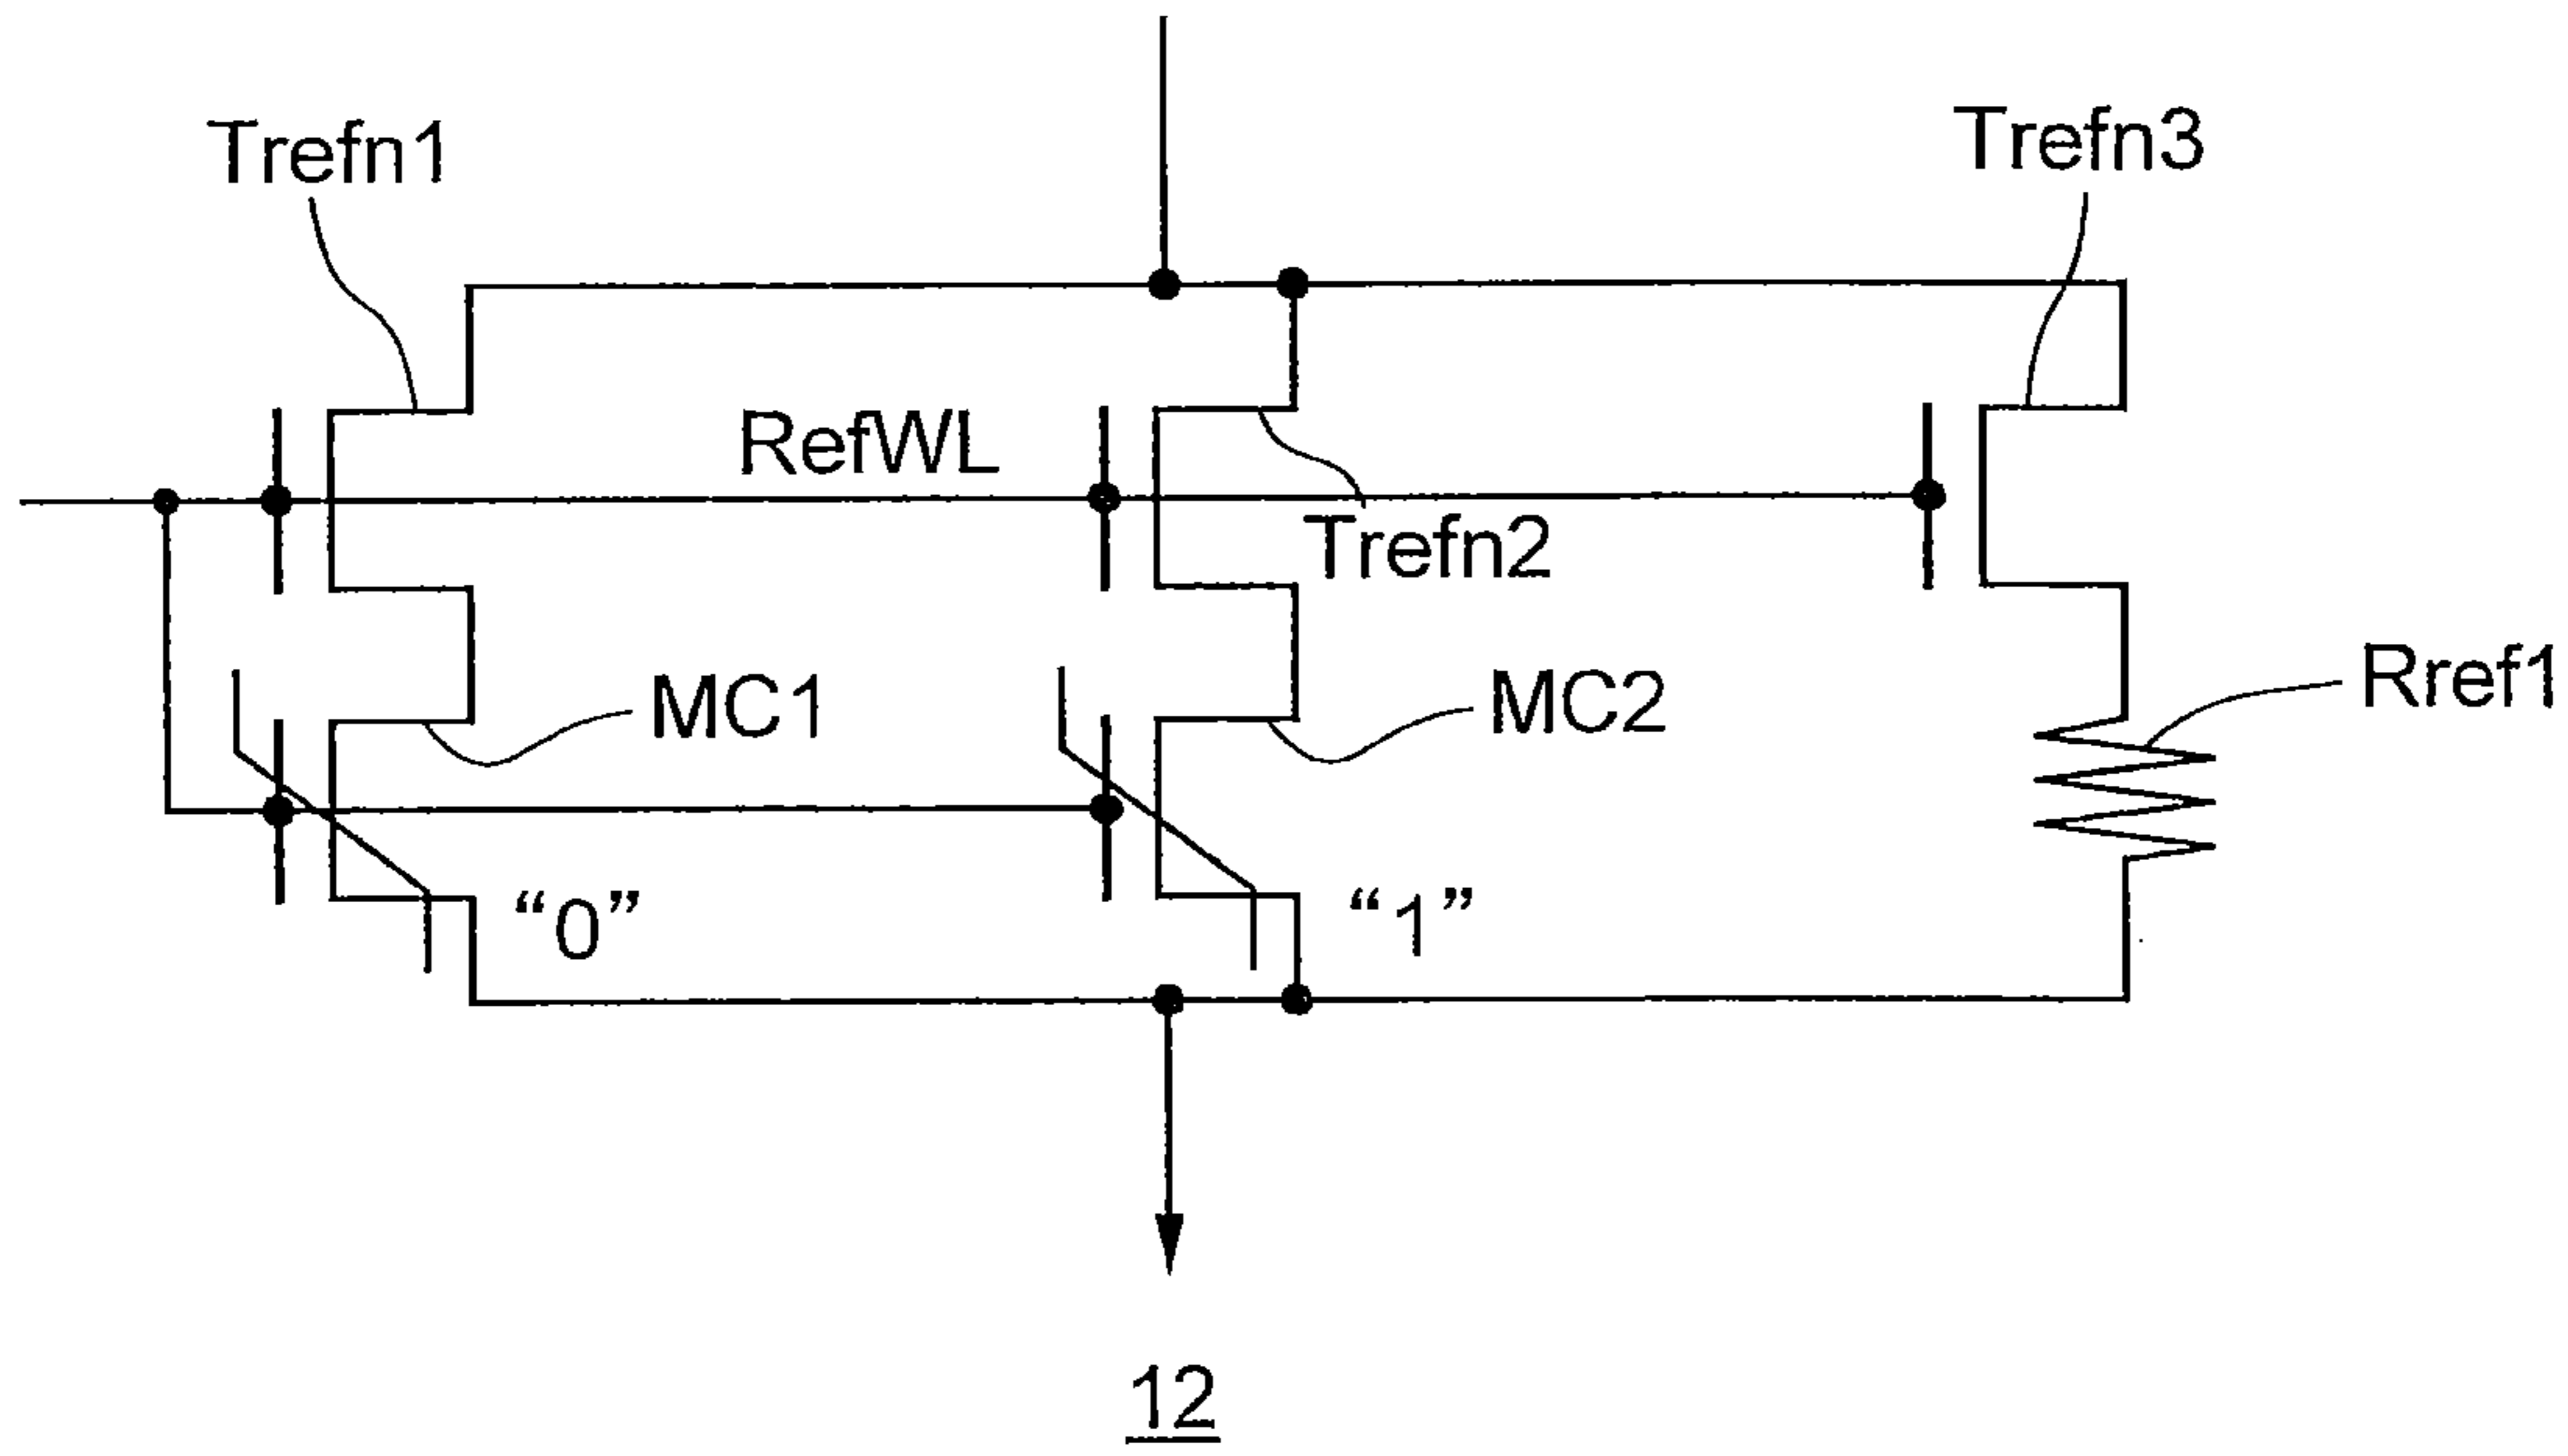 Trefn1
Trefn3
RefWL
Trefn2
Rref1
MC1
MC2
“0”
“1”
12